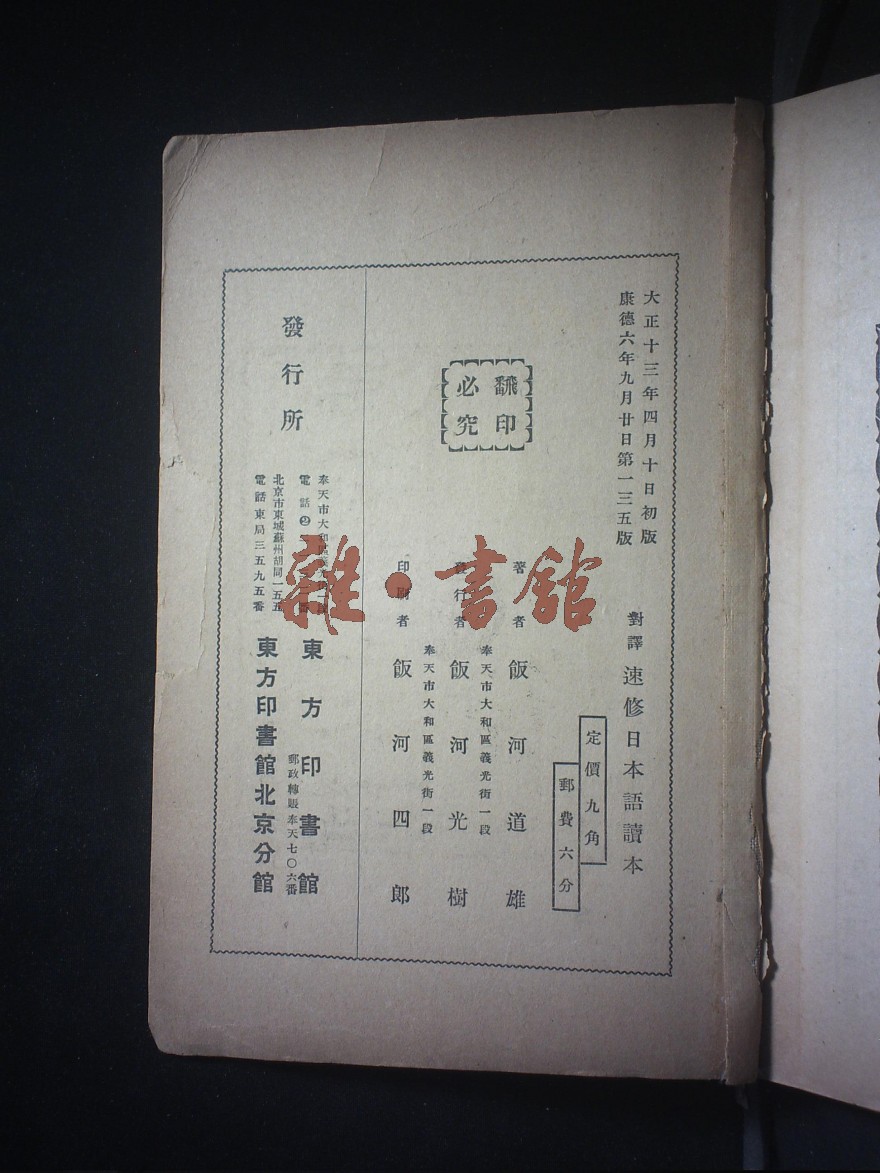 大正十三年四月十日初版
康德六年九月廿日第一三五版
對譯 速修日本語讀本
定價九角
郵費六分
飜印
必究
著者 飯河道雄
奉天市大和區義光街一段
發行者 飯河光樹
奉天市大和區義光街一段
印刷者 飯河四郎
發行所
奉天市大和區
電話②
東方印書館
郵政轉賬奉天七〇六番
北京市東城蘇州胡同一五五
電話東局三五九五番
東方印書館北京分館
雜·書館